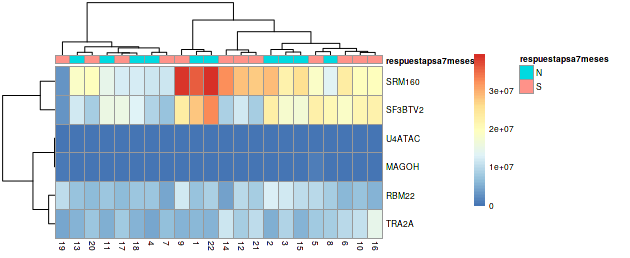 respuestapsa7meses
respuestapsa7meses
N
S
SRM160
SF3BTV2
U4ATAC
MAGOH
RBM22
TRA2A
3e+07
2e+07
1e+07
0
19 13 20 11 17 18 4 7 9 1 22 14 12 21 2 3 15 5 8 6 10 16